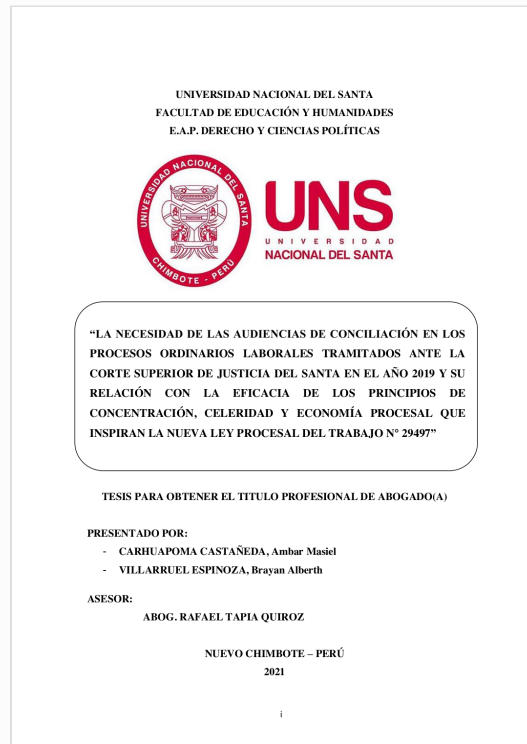 UNIVERSIDAD NACIONAL DEL SANTA
FACULTAD DE EDUCACIÓN Y HUMANIDADES
E.A.P. DERECHO Y CIENCIAS POLÍTICAS
UNIVERSIDAD NACIONAL DEL SANTA
CHIMBOTE - PERÚ
UNS
UNIVERSIDAD
NACIONAL DEL SANTA
“LA NECESIDAD DE LAS AUDIENCIAS DE CONCILIACIÓN EN LOS
PROCESOS ORDINARIOS LABORALES TRAMITADOS ANTE LA
CORTE SUPERIOR DE JUSTICIA DEL SANTA EN EL AÑO 2019 Y SU
RELACIÓN CON LA EFICACIA DE LOS PRINCIPIOS DE
CONCENTRACIÓN, CELERIDAD Y ECONOMÍA PROCESAL QUE
INSPIRAN LA NUEVA LEY PROCESAL DEL TRABAJO N° 29497”
TESIS PARA OBTENER EL TITULO PROFESIONAL DE ABOGADO(A)
PRESENTADO POR:
- CARHUAPOMA CASTAÑEDA, Ambar Masiel
- VILLARRUEL ESPINOZA, Brayan Alberth
ASESOR:
ABOG. RAFAEL TAPIA QUIROZ
NUEVO CHIMBOTE – PERÚ
2021
i